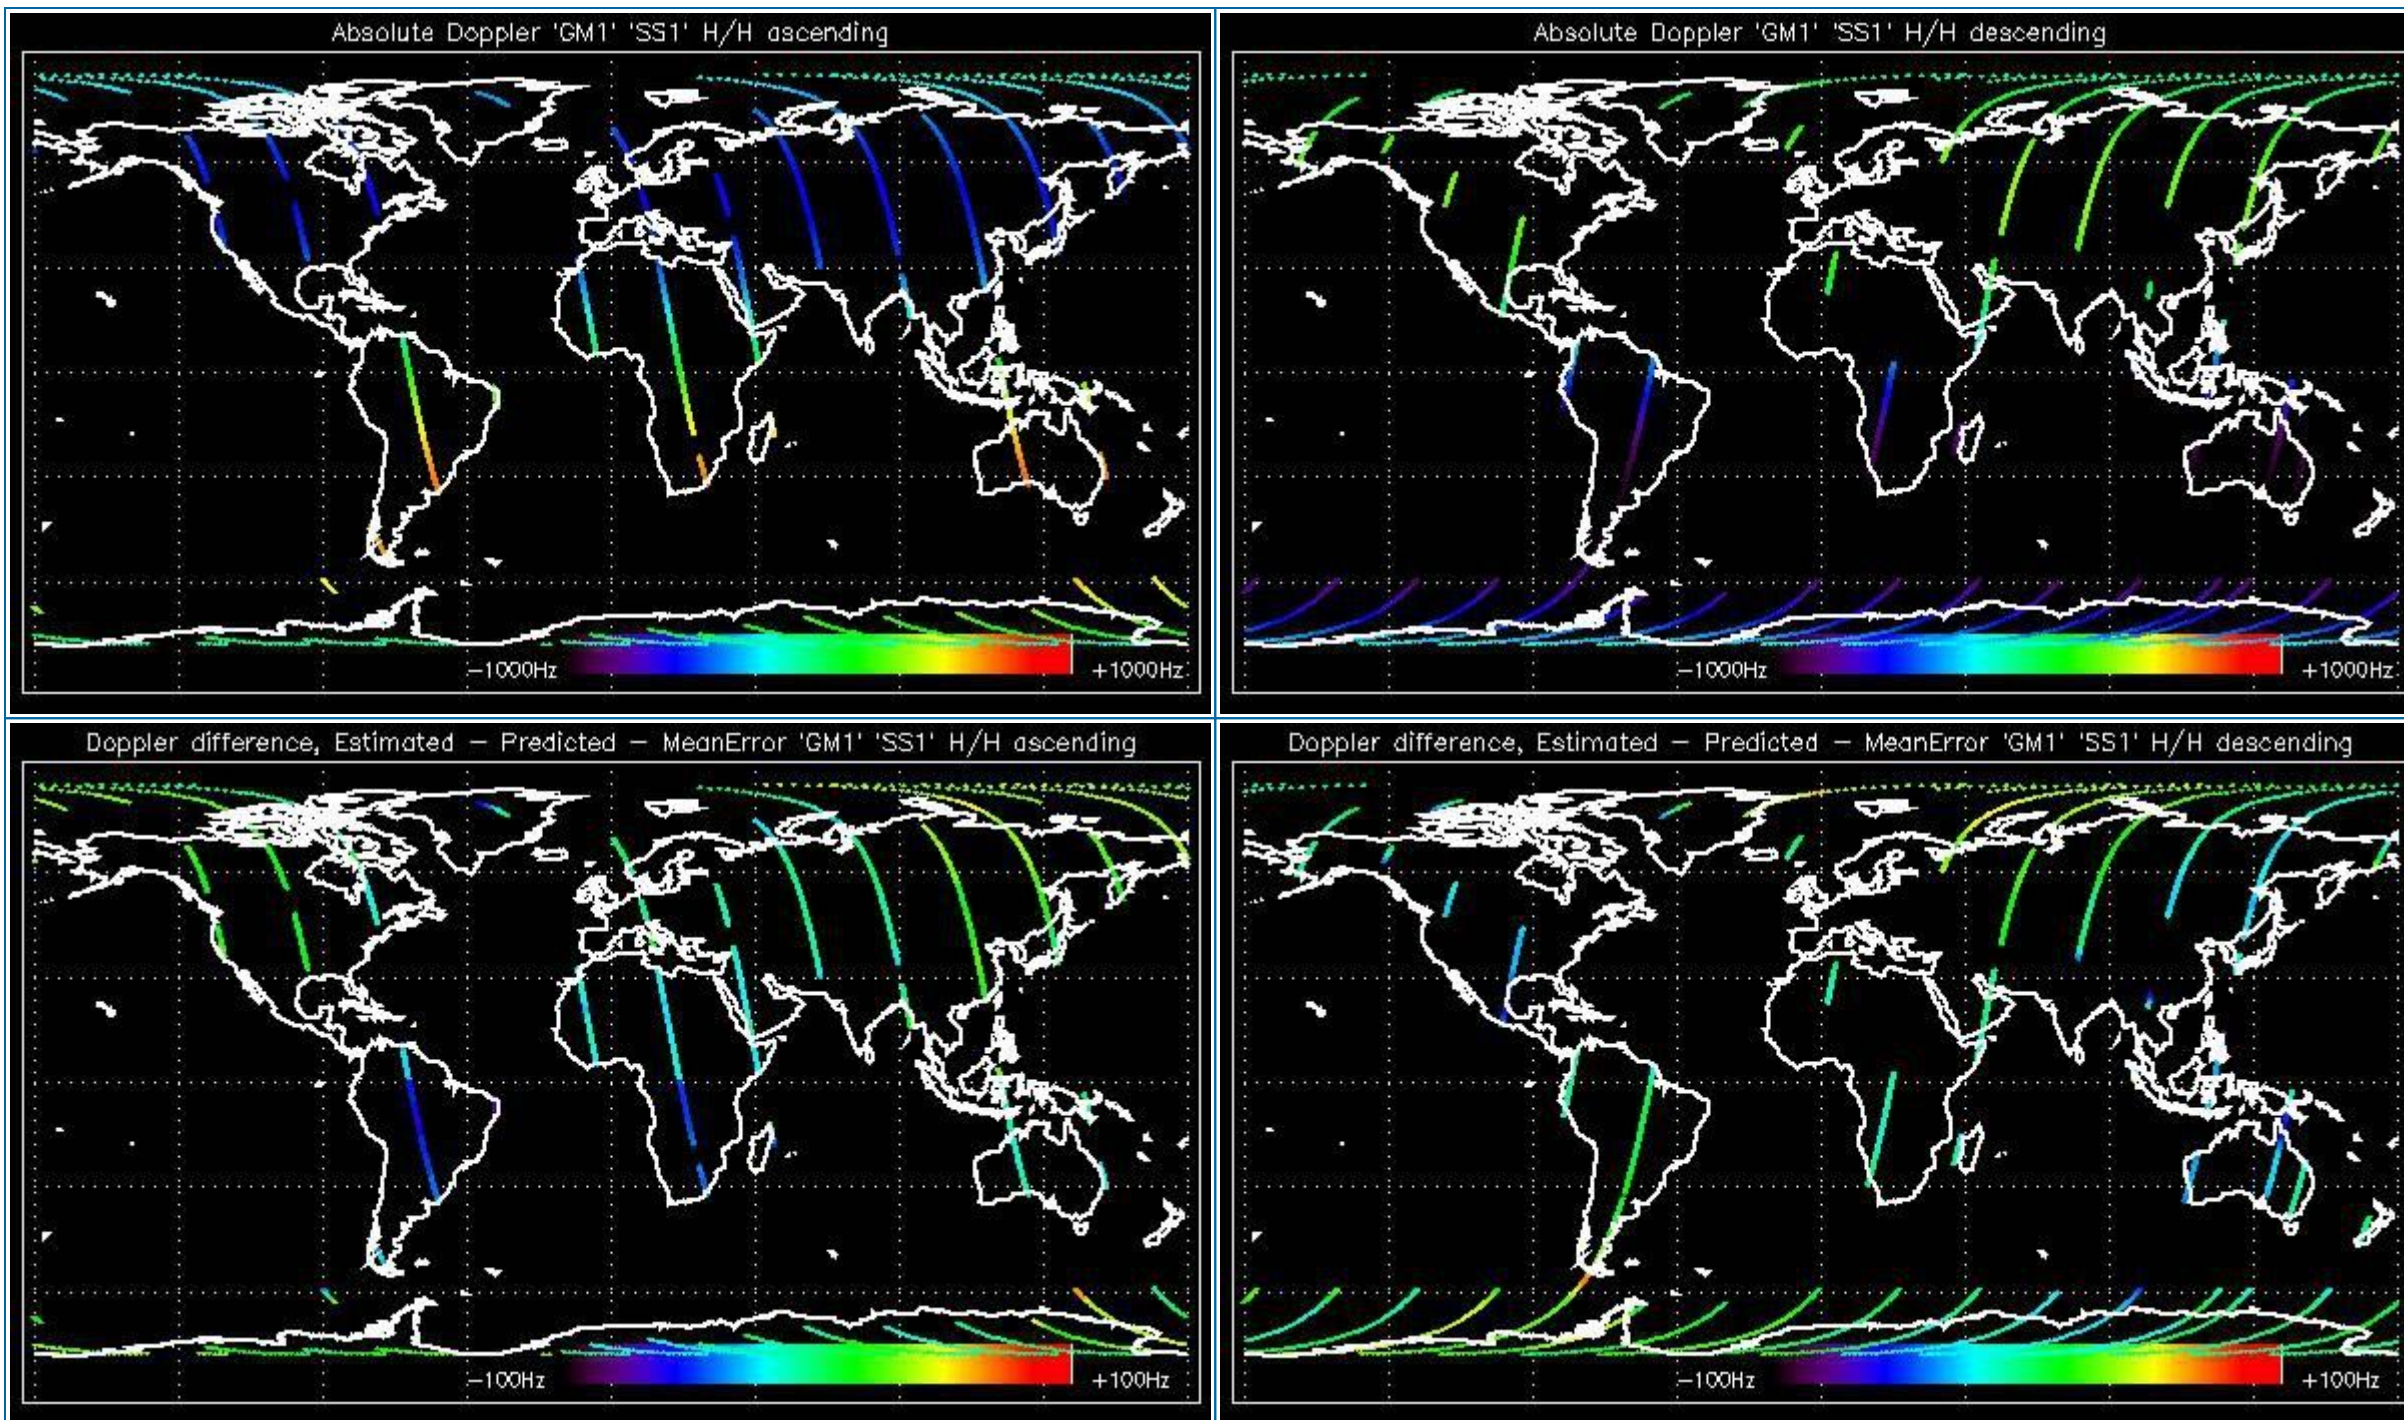 Absolute Doppler 'GM1' 'SS1' H/H ascending
-1000Hz
+1000Hz
Absolute Doppler 'GM1' 'SS1' H/H descending
-1000Hz
+1000Hz
Doppler difference, Estimated - Predicted - MeanError 'GM1' 'SS1' H/H ascending
-100Hz
+100Hz
Doppler difference, Estimated - Predicted - MeanError 'GM1' 'SS1' H/H descending
-100Hz
+100Hz